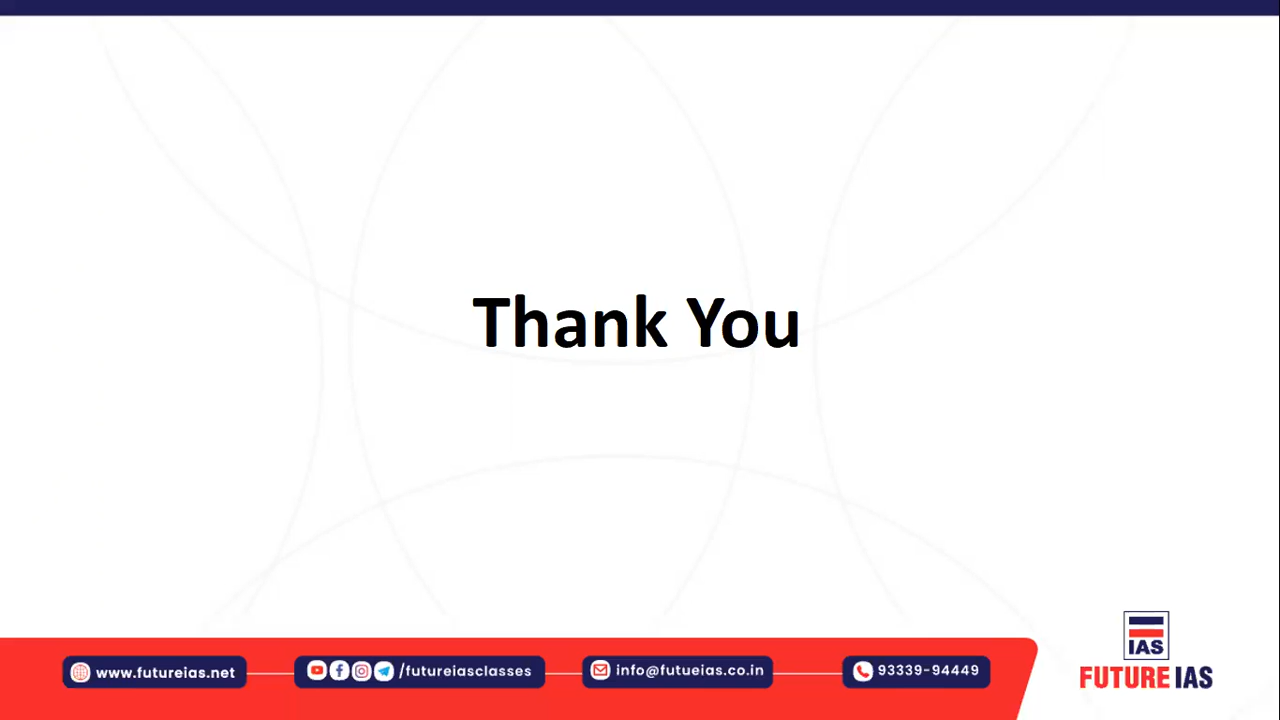 Thank You
www.futureias.net
/futureiasclasses
info@futueias.co.in
93339-94449
IAS
FUTURE IAS